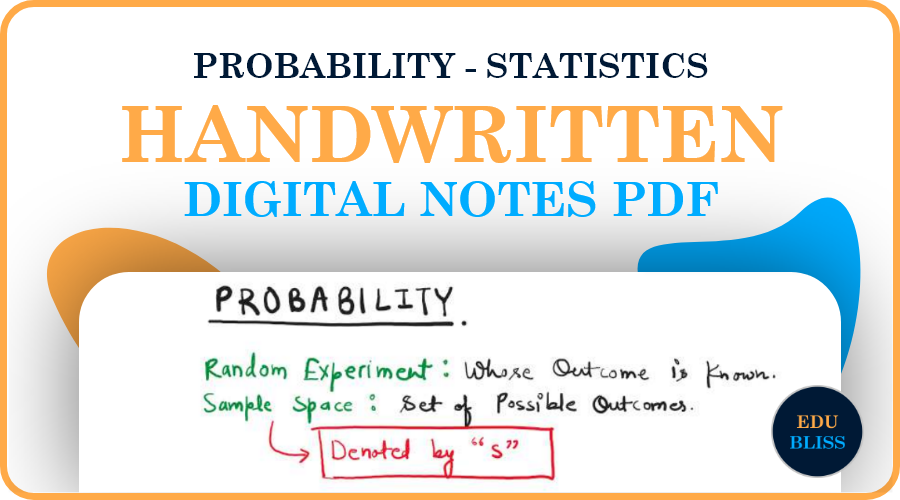 PROBABILITY - STATISTICS
HANDWRITTEN
DIGITAL NOTES PDF
PROBABILITY.
Random Experiment : Whose Outcome is known.
Sample Space : Set of Possible Outcomes.
Denoted by "S"
EDU
BLISS